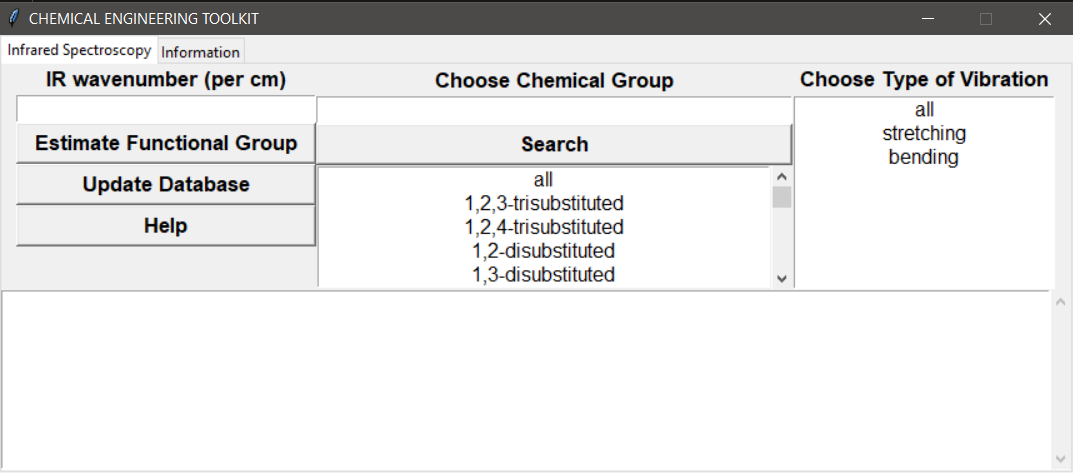 CHEMICAL ENGINEERING TOOLKIT
Infrared Spectroscopy
Information
IR wavenumber (per cm)
Estimate Functional Group
Update Database
Help
Choose Chemical Group
Search
all
1,2,3-trisubstituted
1,2,4-trisubstituted
1,2-disubstituted
1,3-disubstituted
Choose Type of Vibration
all
stretching
bending